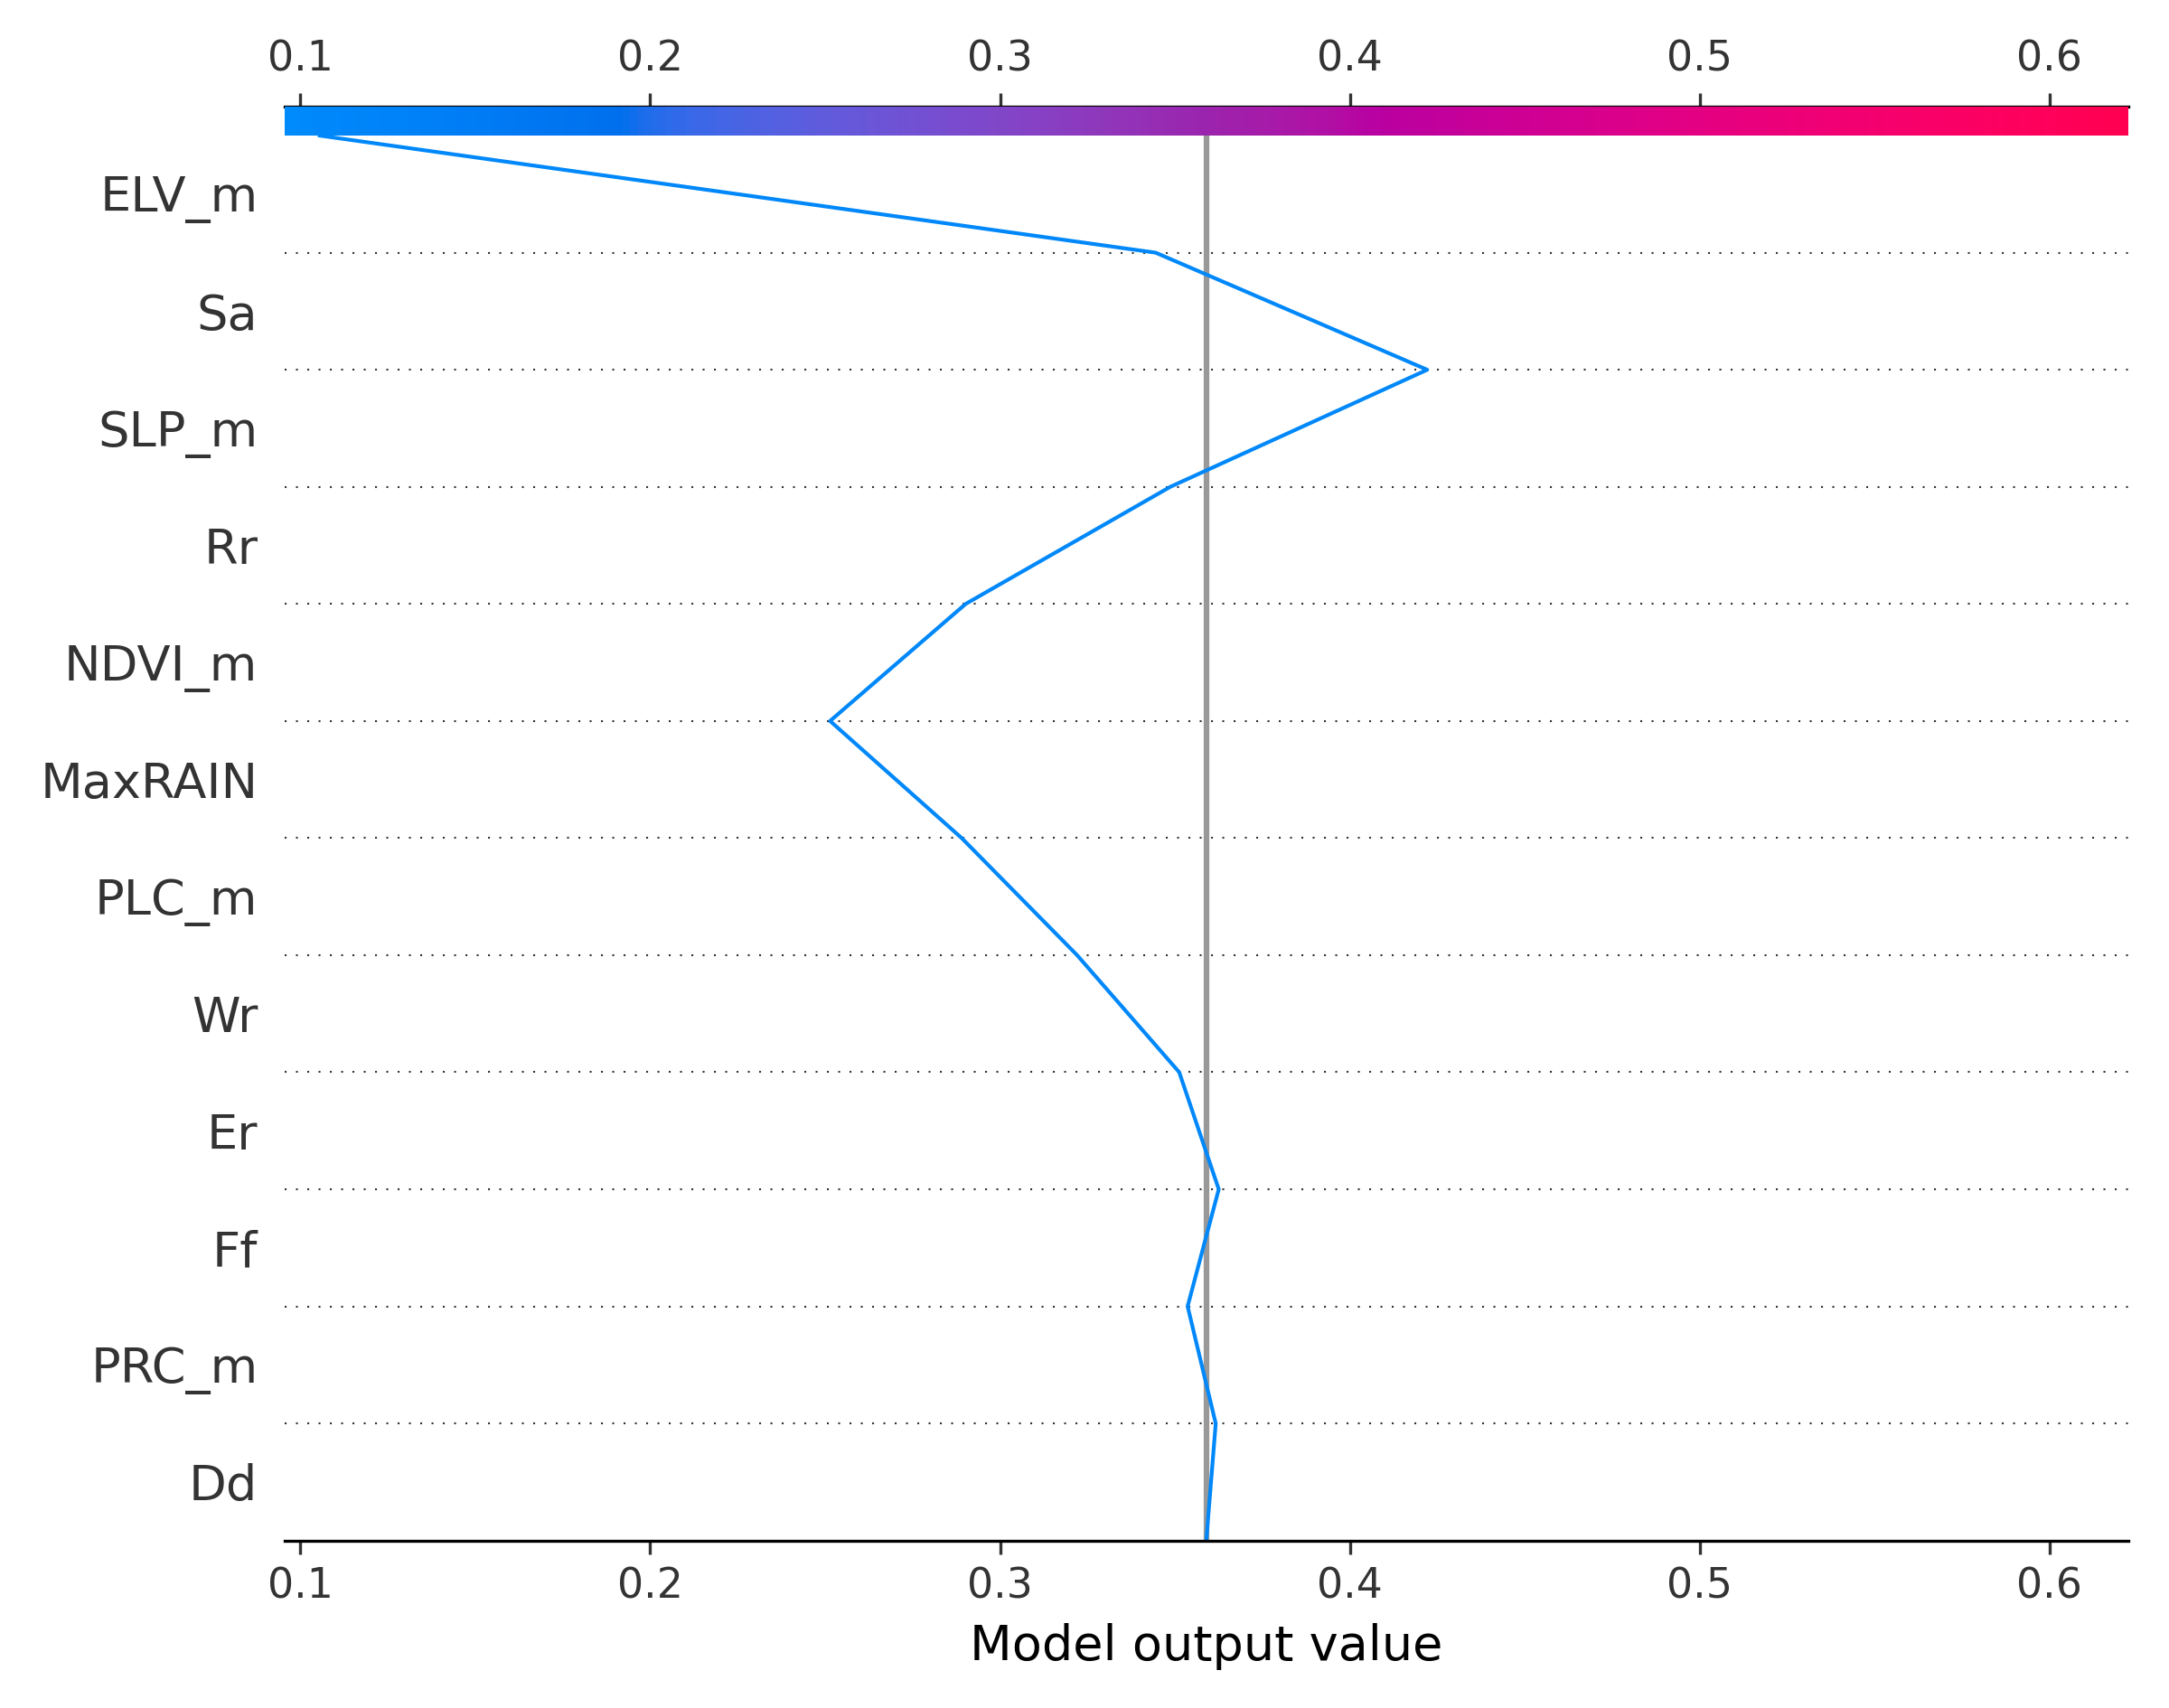 0.1 0.2 0.3 0.4 0.5 0.6
ELV_m
Sa
SLP_m
Rr
NDVI_m
MaxRAIN
PLC_m
Wr
Er
Ff
PRC_m
Dd
0.1 0.2 0.3 0.4 0.5 0.6
Model output value